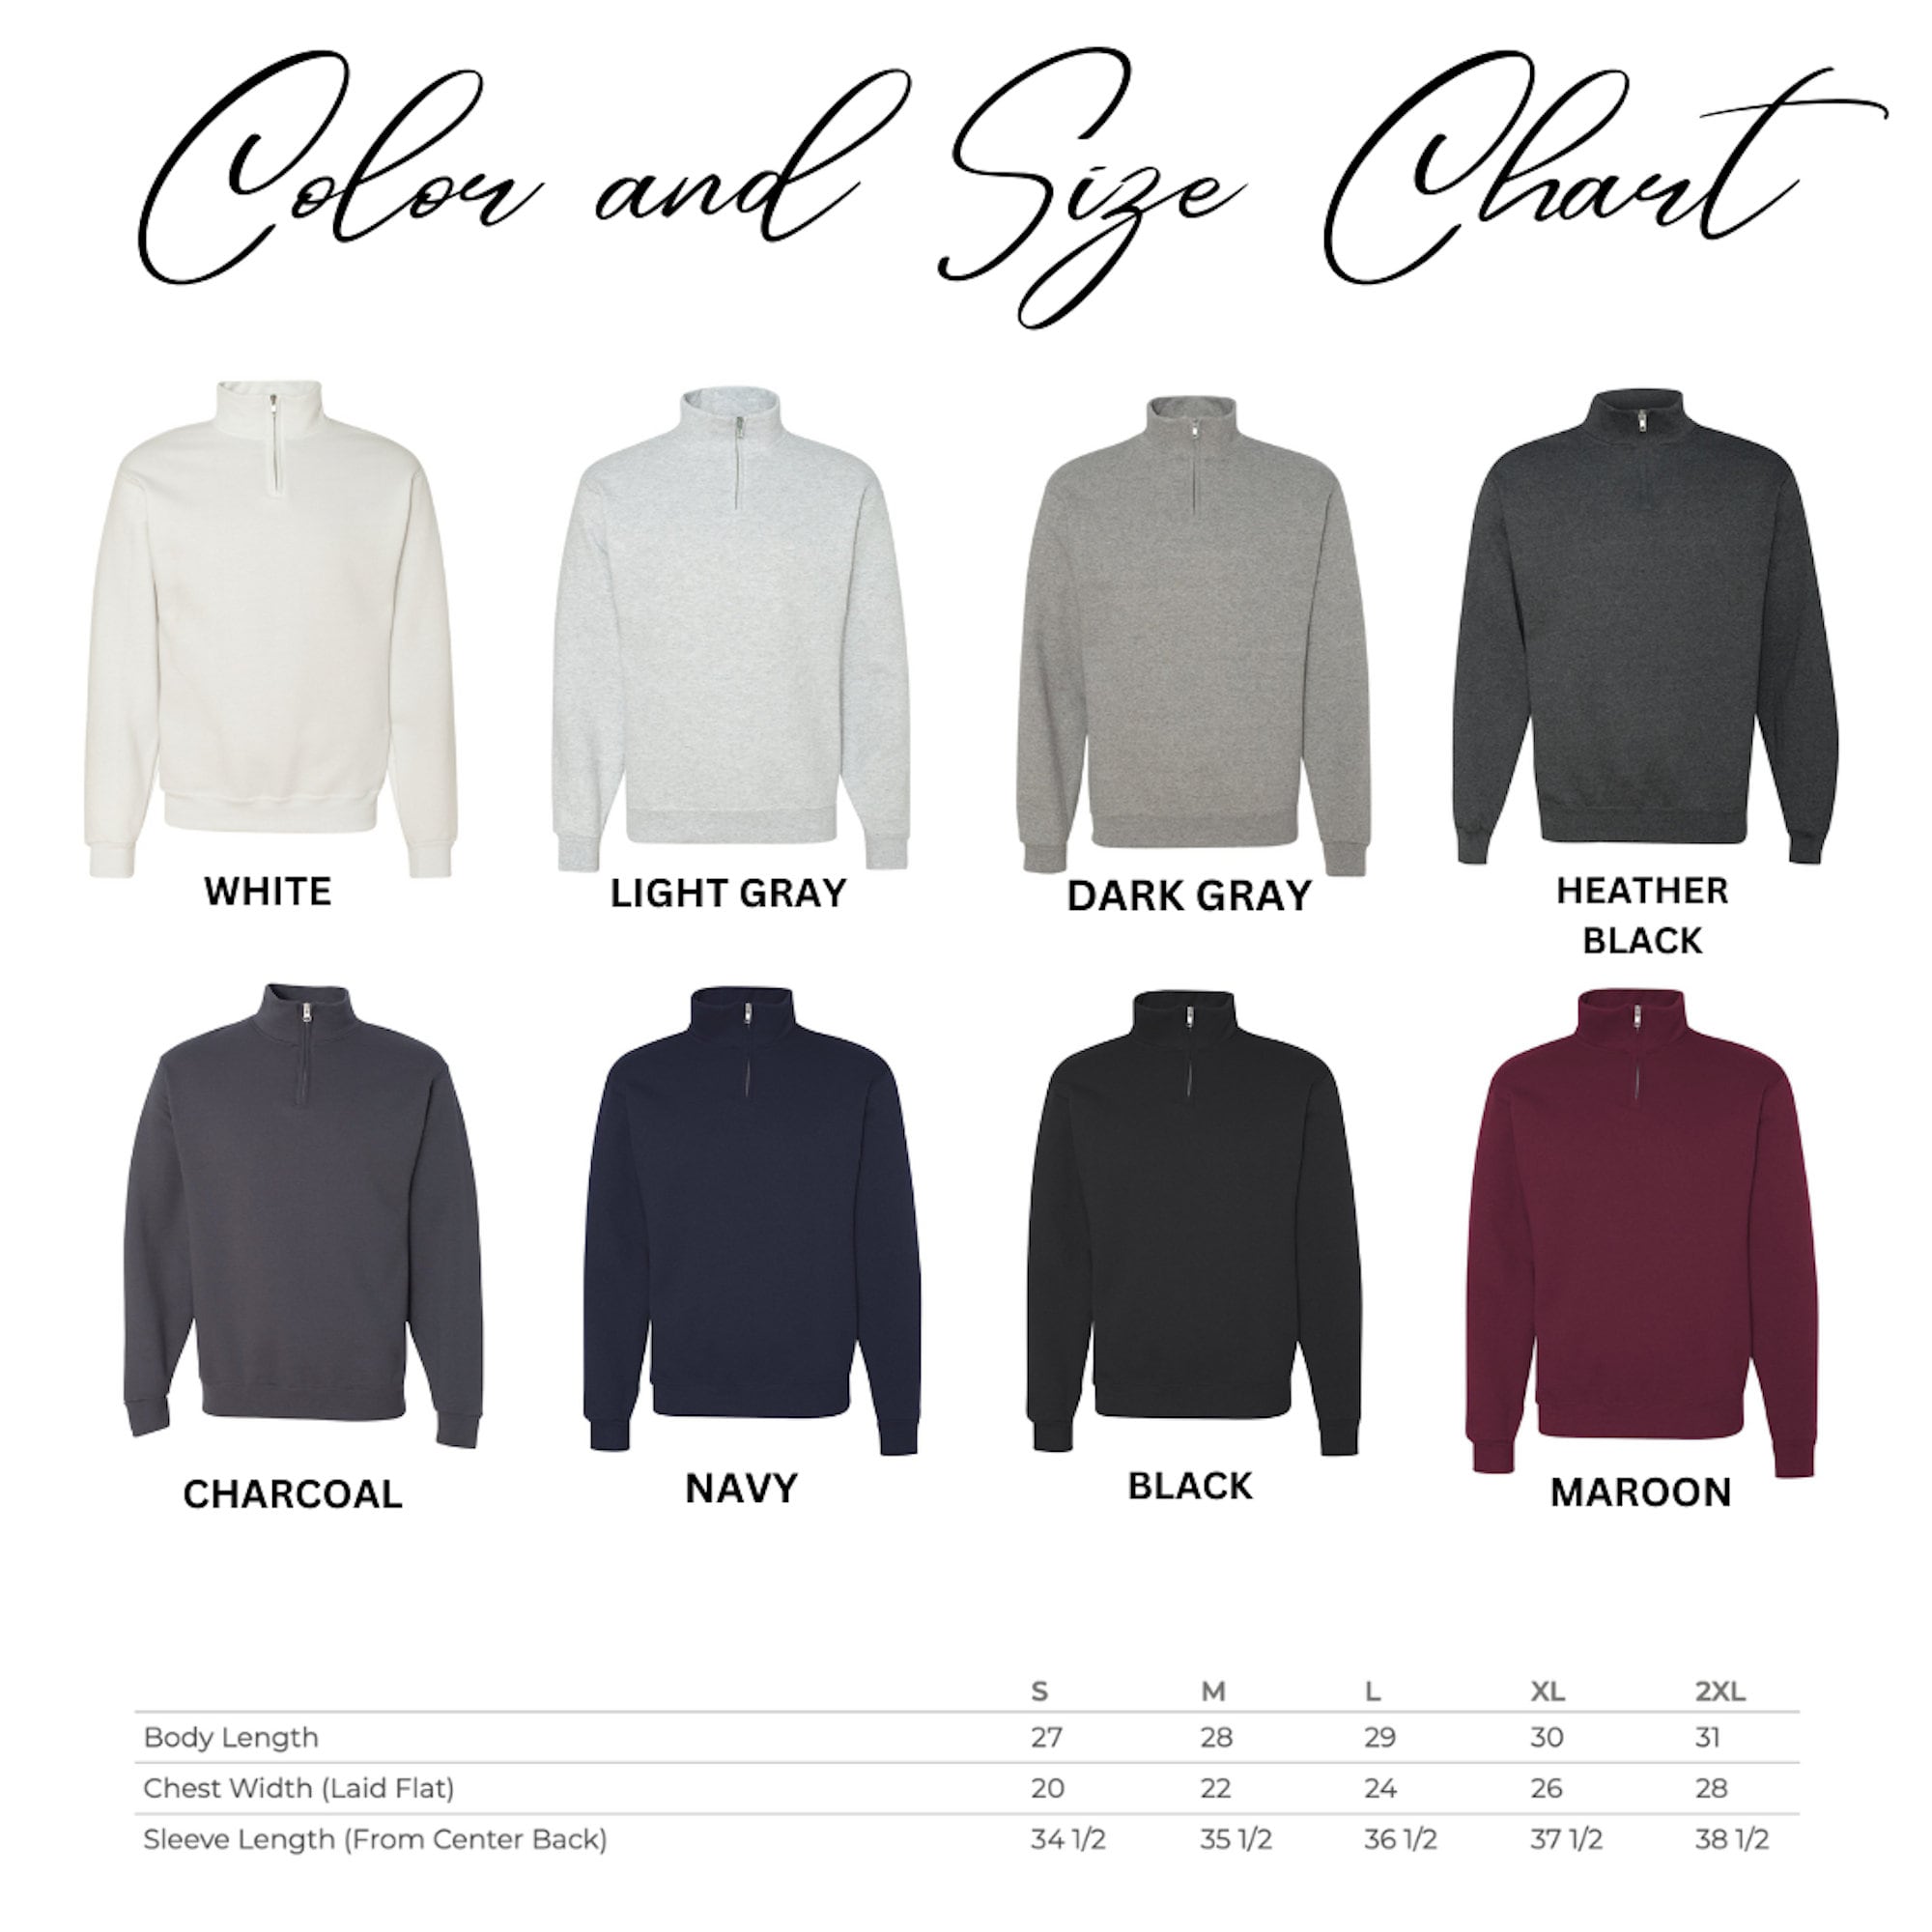 Color and Size Chart
WHITE
LIGHT GRAY
DARK GRAY
HEATHER
BLACK
CHARCOAL
NAVY
BLACK
MAROON
S M L XL 2XL
Body Length 27 28 29 30 31
Chest Width (Laid Flat) 20 22 24 26 28
Sleeve Length (From Center Back) 34 1/2 35 1/2 36 1/2 37 1/2 38 1/2